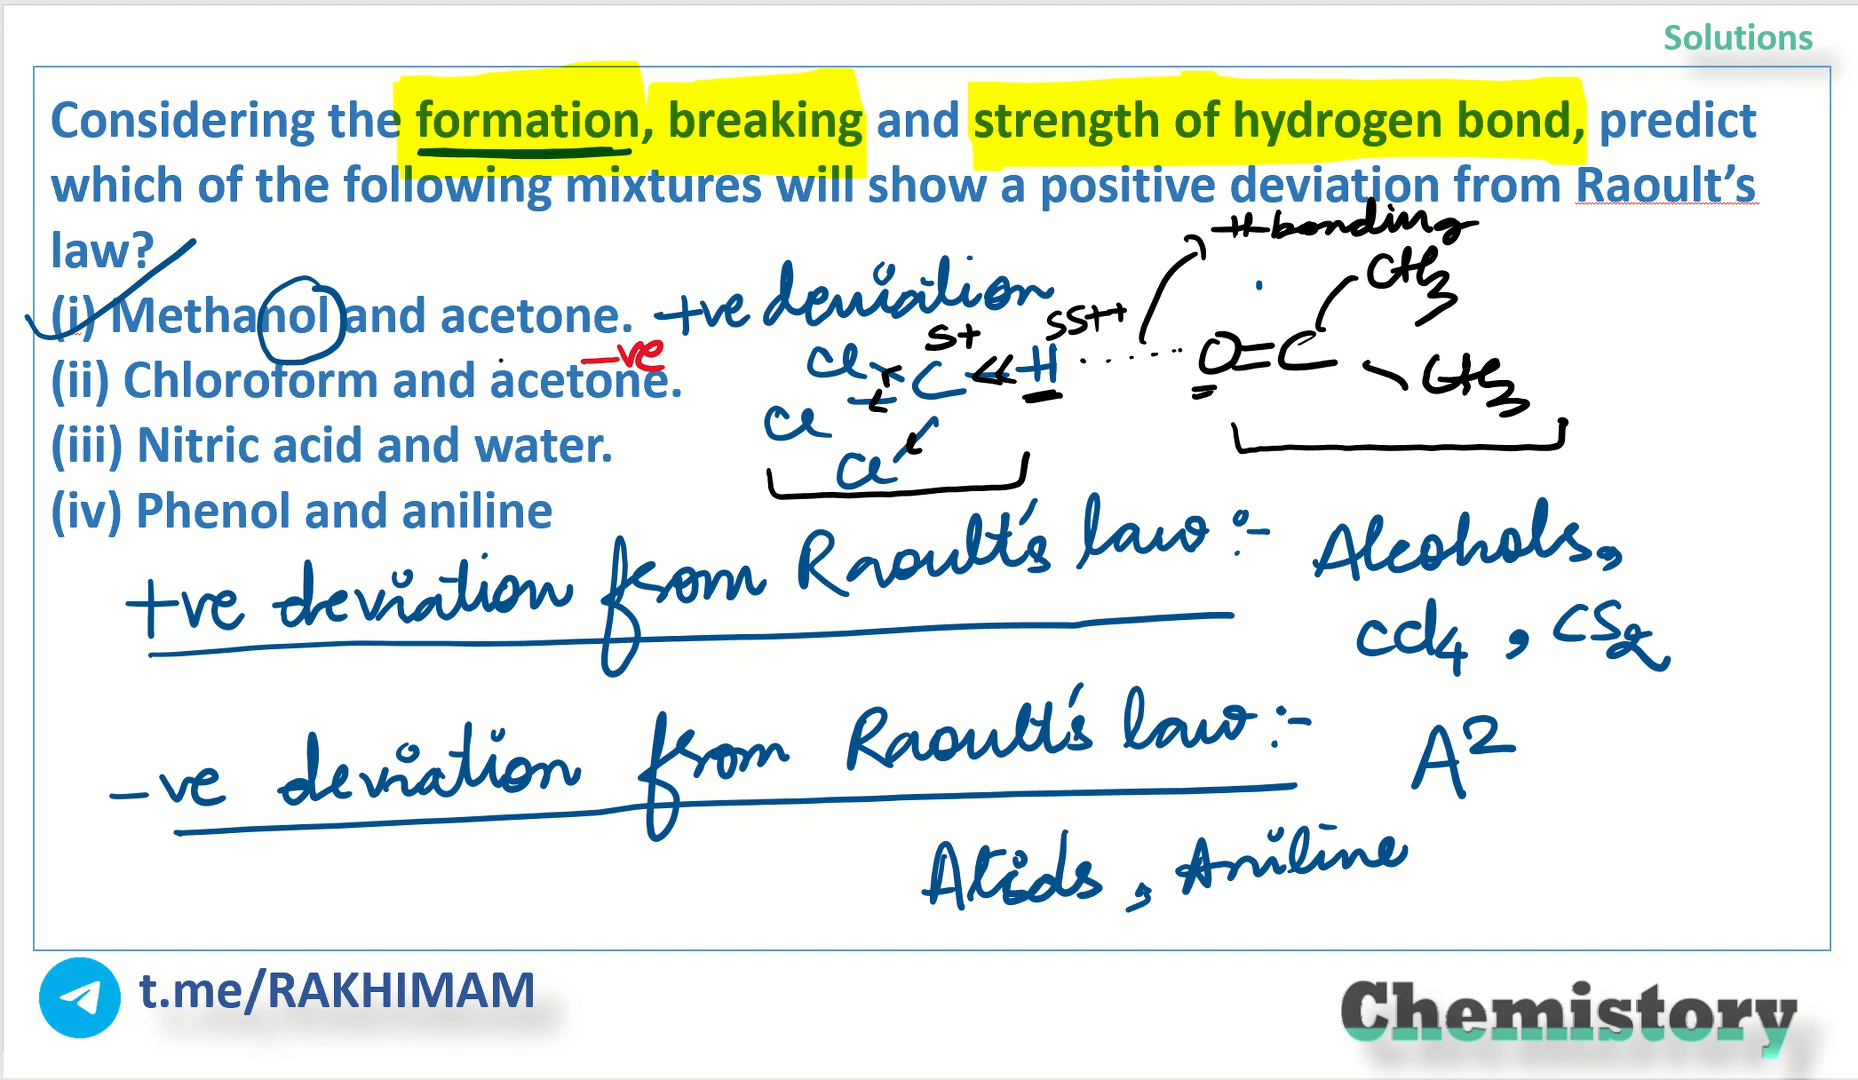 Solutions
Considering the formation, breaking and strength of hydrogen bond, predict
which of the following mixtures will show a positive deviation from Raoult's
law?
H-bonding
(i) Methanol and acetone. +ve deviation
(ii) Chloroform and acetone. -ve
(iii) Nitric acid and water.
(iv) Phenol and aniline
Cl C H O=C CH3
δ+ δδ++
Cl CH3
Cl
+ve deviation from Raoult's law :- Alcohols,
CCl4, CS2
-ve deviation from Raoult's law :- A2
Acids, Aniline
t.me/RAKHIMAM
Chemistory